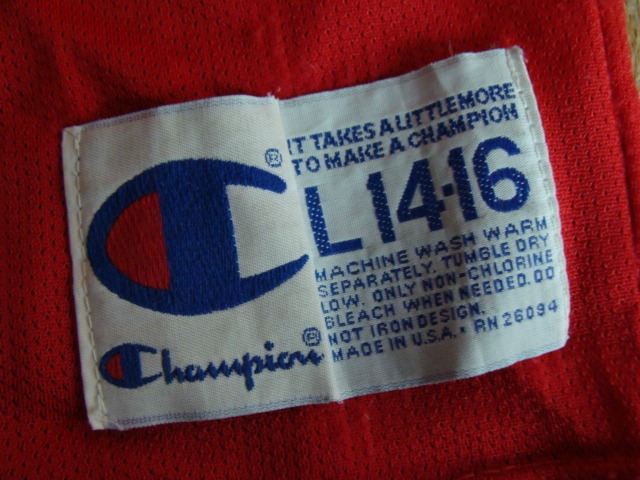 ®
Champion®
IT TAKES A LITTLE MORE
TO MAKE A CHAMPION
L 14-16
MACHINE WASH WARM
SEPARATELY. TUMBLE DRY
LOW. ONLY NON-CHLORINE
BLEACH WHEN NEEDED. DO
NOT IRON DESIGN.
MADE IN U.S.A. • RN 26094